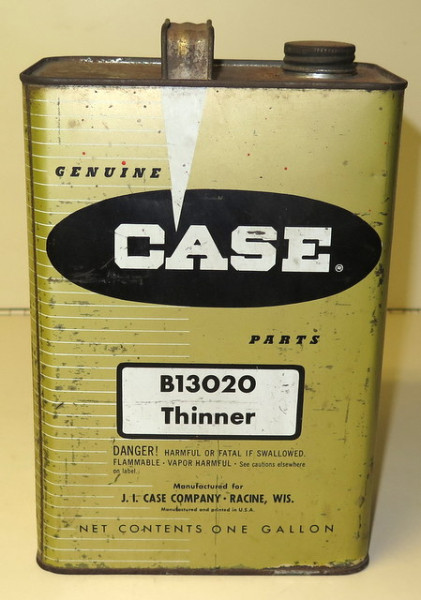 GENUINE
CASE®
PARTS
B13020
Thinner
DANGER! HARMFUL OR FATAL IF SWALLOWED.
FLAMMABLE · VAPOR HARMFUL · See cautions elsewhere
on label.
Manufactured for
J. I. CASE COMPANY · RACINE, WIS.
Manufactured and printed in U.S.A.
NET CONTENTS ONE GALLON